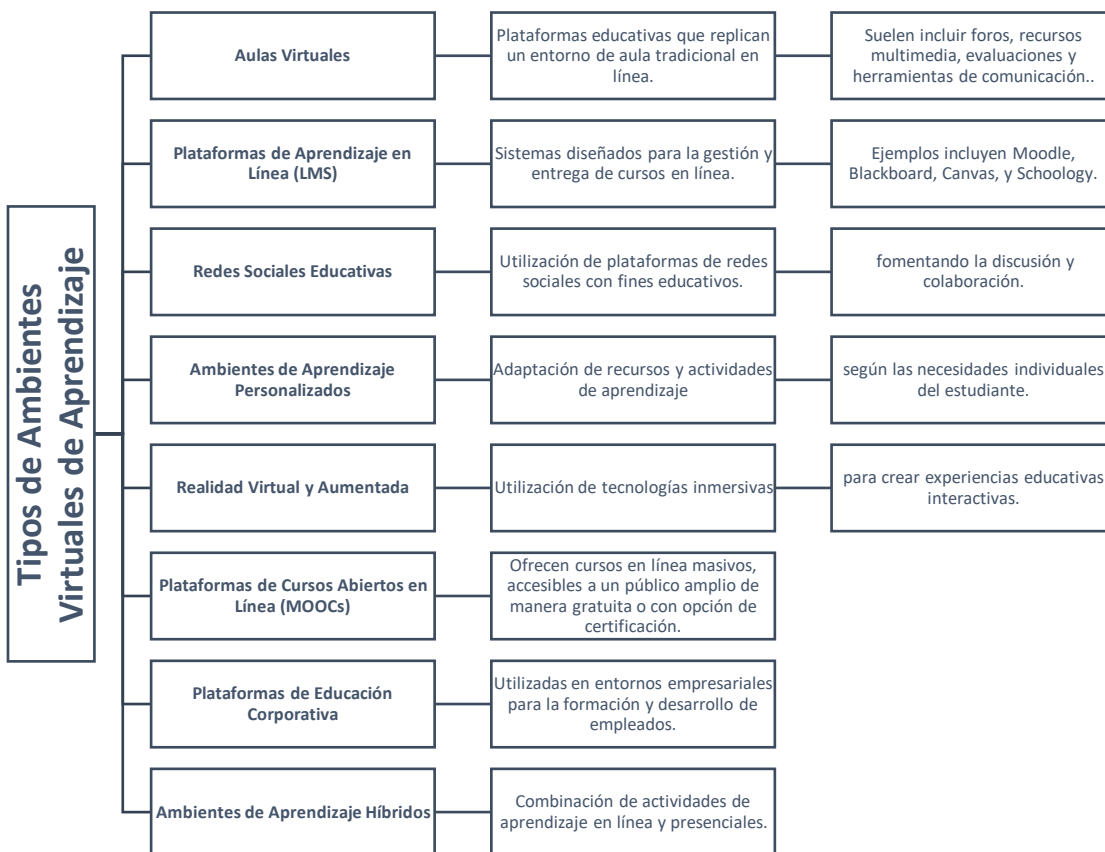 Tipos de Ambientes
Virtuales de Aprendizaje
Aulas Virtuales
Plataformas educativas que replican
un entorno de aula tradicional en
línea.
Suelen incluir foros, recursos
multimedia, evaluaciones y
herramientas de comunicación..
Plataformas de Aprendizaje en
Línea (LMS)
Sistemas diseñados para la gestión y
entrega de cursos en línea.
Ejemplos incluyen Moodle,
Blackboard, Canvas, y Schoology.
Redes Sociales Educativas
Utilización de plataformas de redes
sociales con fines educativos.
fomentando la discusión y
colaboración.
Ambientes de Aprendizaje
Personalizados
Adaptación de recursos y actividades
de aprendizaje
según las necesidades individuales
del estudiante.
Realidad Virtual y Aumentada
Utilización de tecnologías inmersivas
para crear experiencias educativas
interactivas.
Plataformas de Cursos Abiertos en
Línea (MOOCs)
Ofrecen cursos en línea masivos,
accesibles a un público amplio de
manera gratuita o con opción de
certificación.
Plataformas de Educación
Corporativa
Utilizadas en entornos empresariales
para la formación y desarrollo de
empleados.
Ambientes de Aprendizaje Híbridos
Combinación de actividades de
aprendizaje en línea y presenciales.